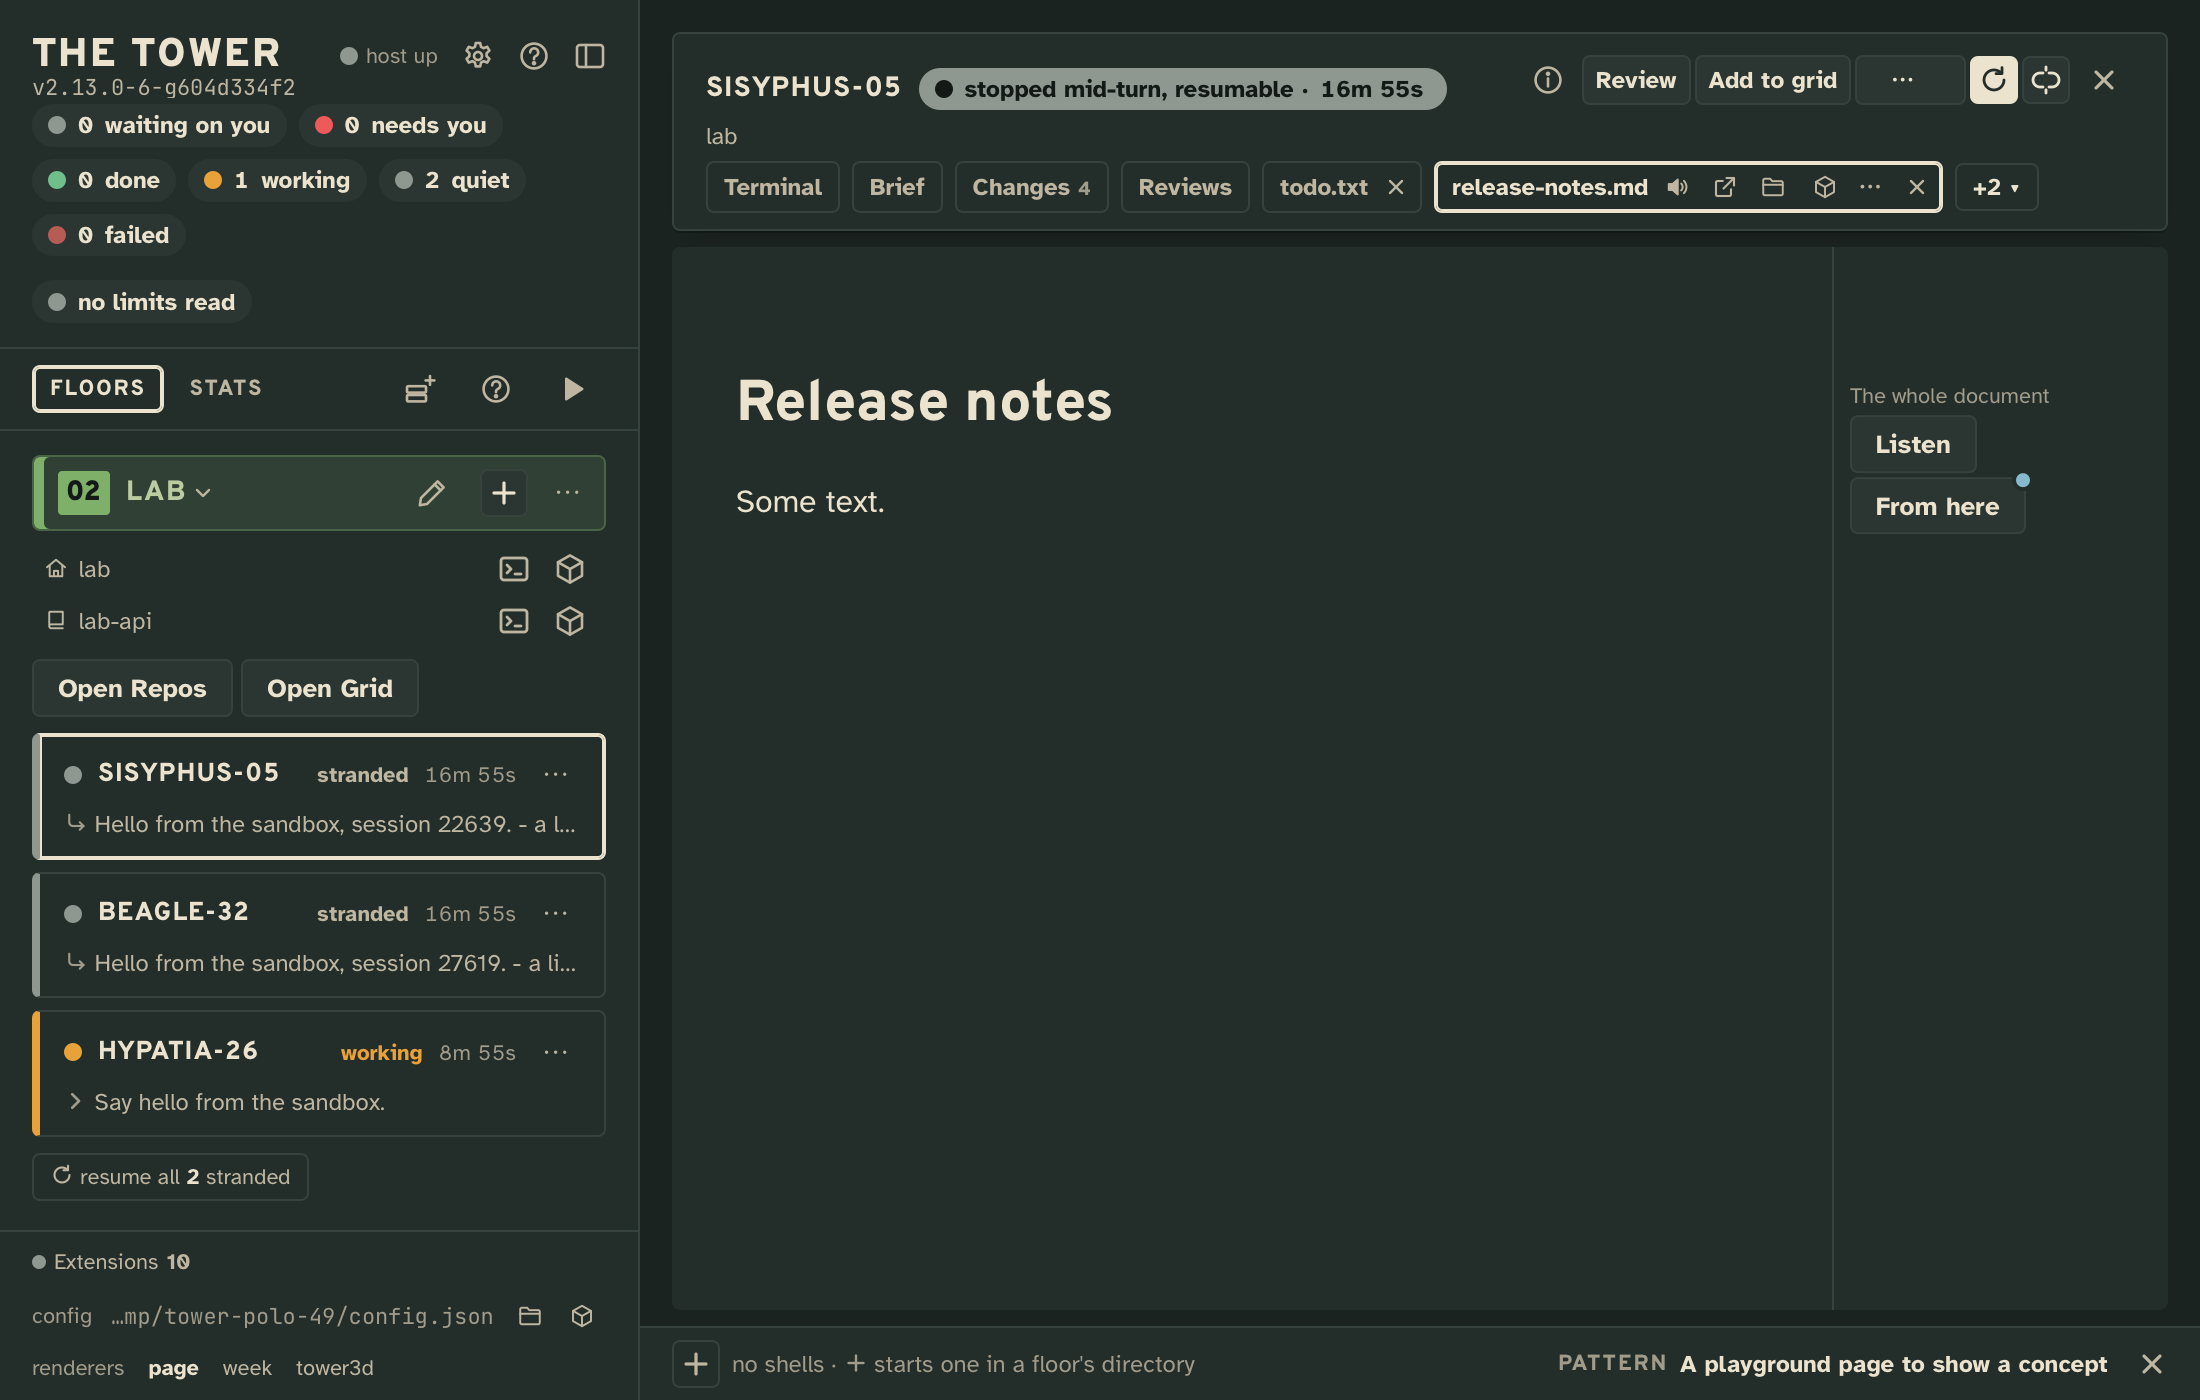 THE TOWER
host up
v2.13.0-6-g604d334f2
0 waiting on you
0 needs you
0 done
1 working
2 quiet
0 failed
no limits read
FLOORS
STATS
02 LAB
lab
lab-api
Open Repos
Open Grid
SISYPHUS-05 stranded 16m 55s ···
Hello from the sandbox, session 22639. - a l...
BEAGLE-32 stranded 16m 55s ···
Hello from the sandbox, session 27619. - a li...
HYPATIA-26 working 8m 55s ···
Say hello from the sandbox.
resume all 2 stranded
Extensions 10
config …mp/tower-polo-49/config.json
renderers page week tower3d
SISYPHUS-05 stopped mid-turn, resumable · 16m 55s
Review
Add to grid
···
lab
Terminal
Brief
Changes 4
Reviews
todo.txt
release-notes.md
+2
Release notes
Some text.
The whole document
Listen
From here
no shells · + starts one in a floor's directory
PATTERN A playground page to show a concept